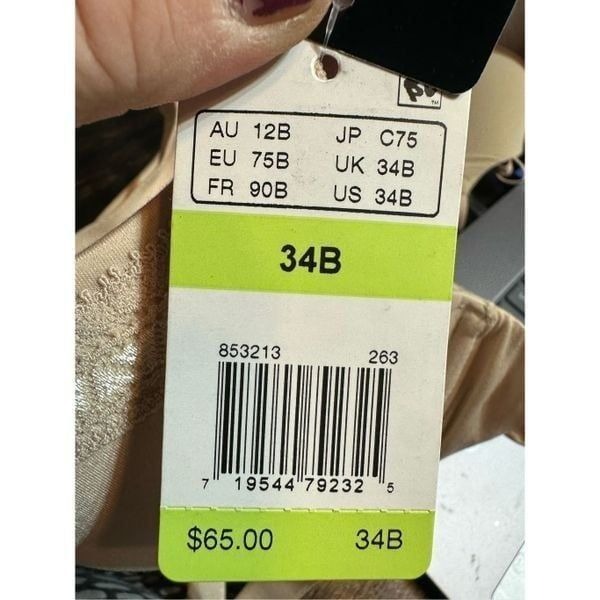 AU 12B JP C75
EU 75B UK 34B
FR 90B US 34B
34B
853213 263
7 19544 79232 5
$65.00 34B